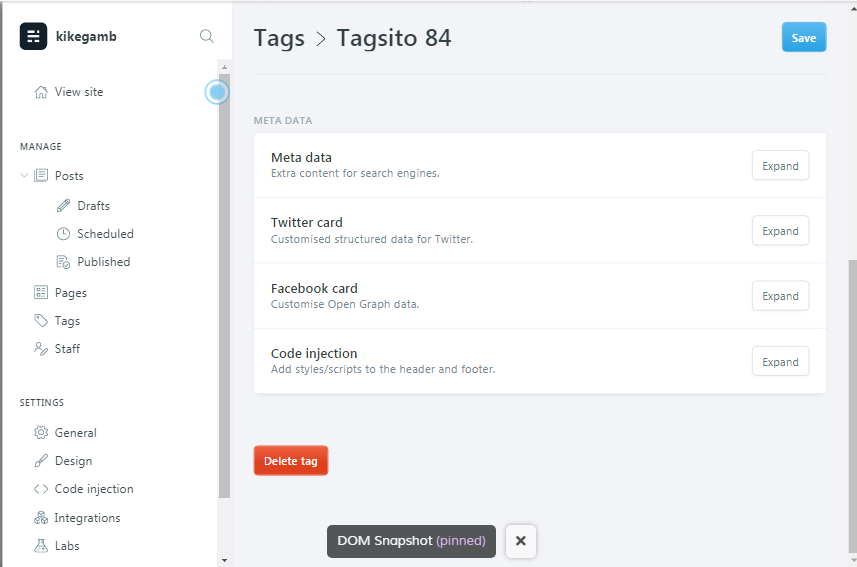 kikegamb
View site
MANAGE
Posts
Drafts
Scheduled
Published
Pages
Tags
Staff
SETTINGS
General
Design
Code injection
Integrations
Labs
Tags > Tagsito 84
Save
META DATA
Meta data
Extra content for search engines.
Expand
Twitter card
Customised structured data for Twitter.
Expand
Facebook card
Customise Open Graph data.
Expand
Code injection
Add styles/scripts to the header and footer.
Expand
Delete tag
DOM Snapshot (pinned)